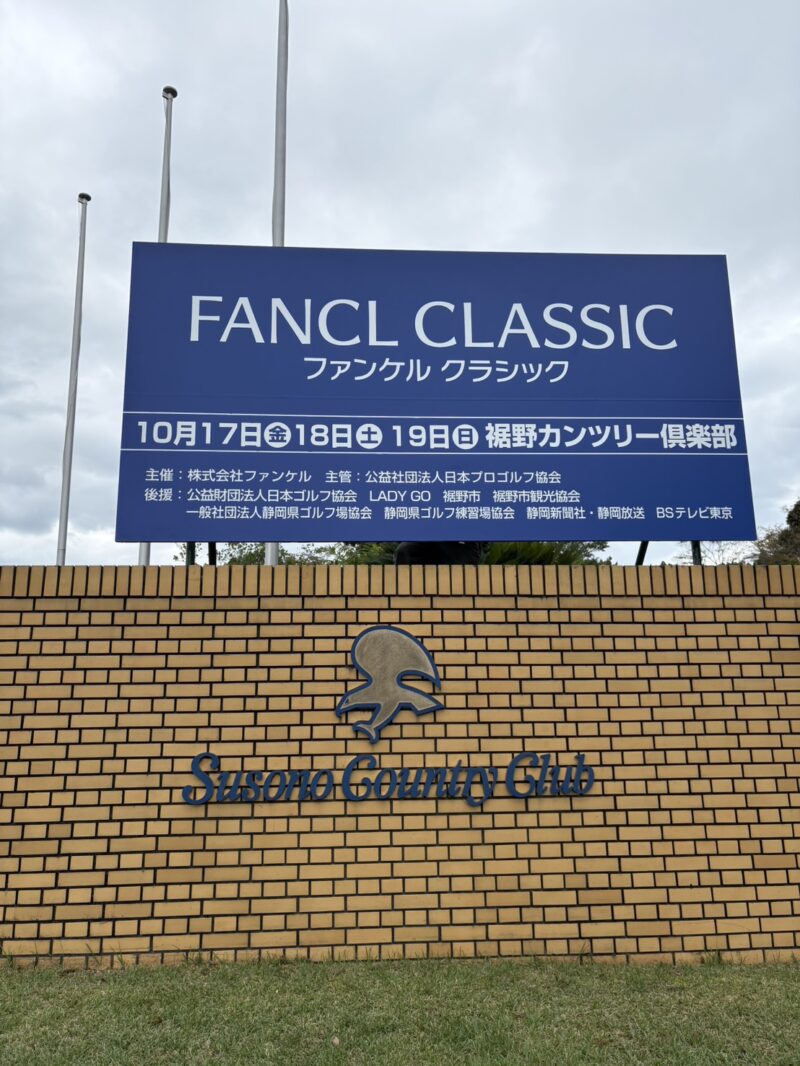 FANCL CLASSIC
ファンケル クラシック
10月17日金18日土 19日日 裾野カンツリー倶楽部
主催：株式会社ファンケル 主管：公益社団法人日本プロゴルフ協会
後援：公益財団法人日本ゴルフ協会 LADY GO 裾野市 裾野市観光協会
一般社団法人静岡県ゴルフ場協会 静岡県ゴルフ練習場協会 静岡新聞社・静岡放送 BSテレビ東京
Susono Country Club